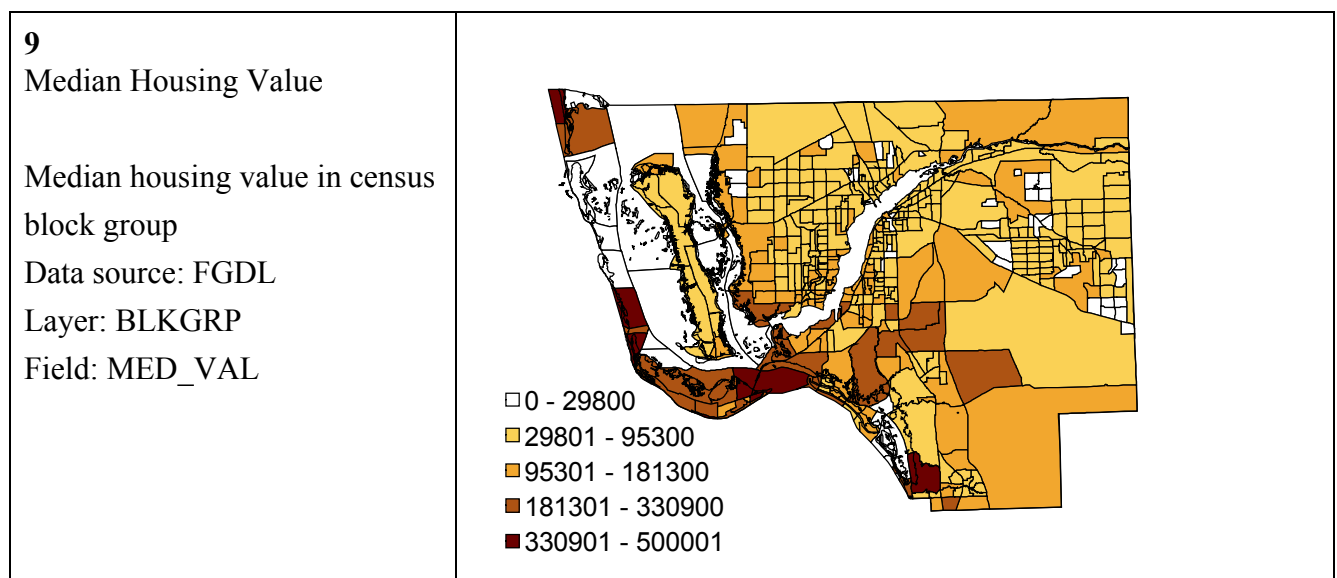 9
Median Housing Value
Median housing value in census
block group
Data source: FGDL
Layer: BLKGRP
Field: MED_VAL
0 - 29800
29801 - 95300
95301 - 181300
181301 - 330900
330901 - 500001